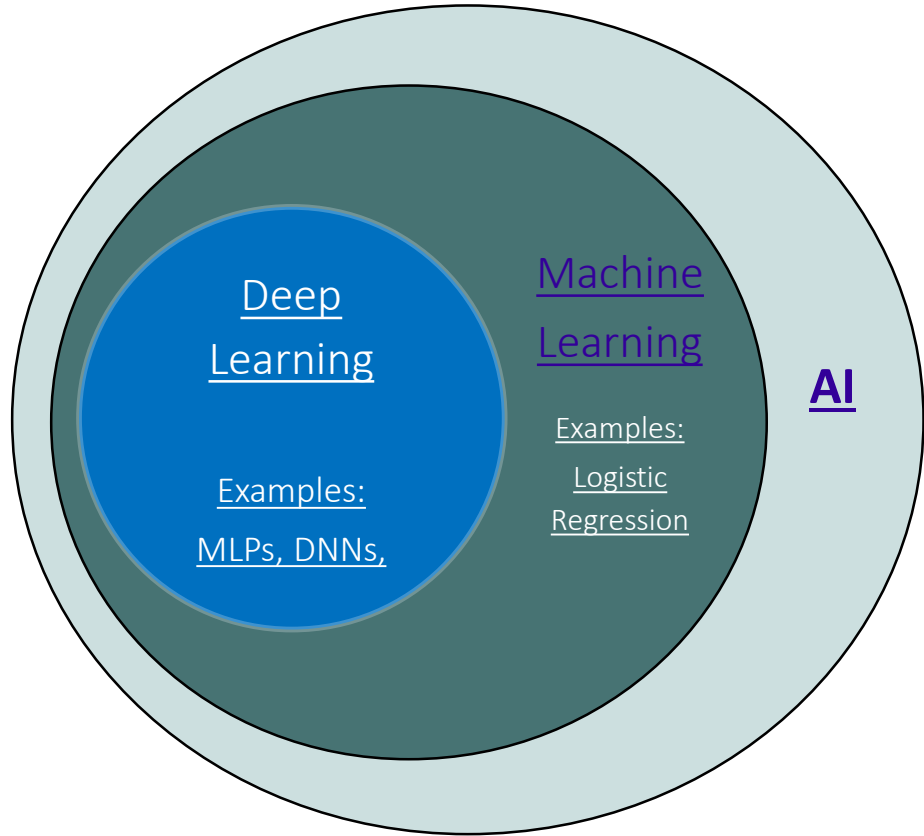 Deep
Learning
Examples:
MLPs, DNNs,
Machine
Learning
Examples:
Logistic
Regression
AI